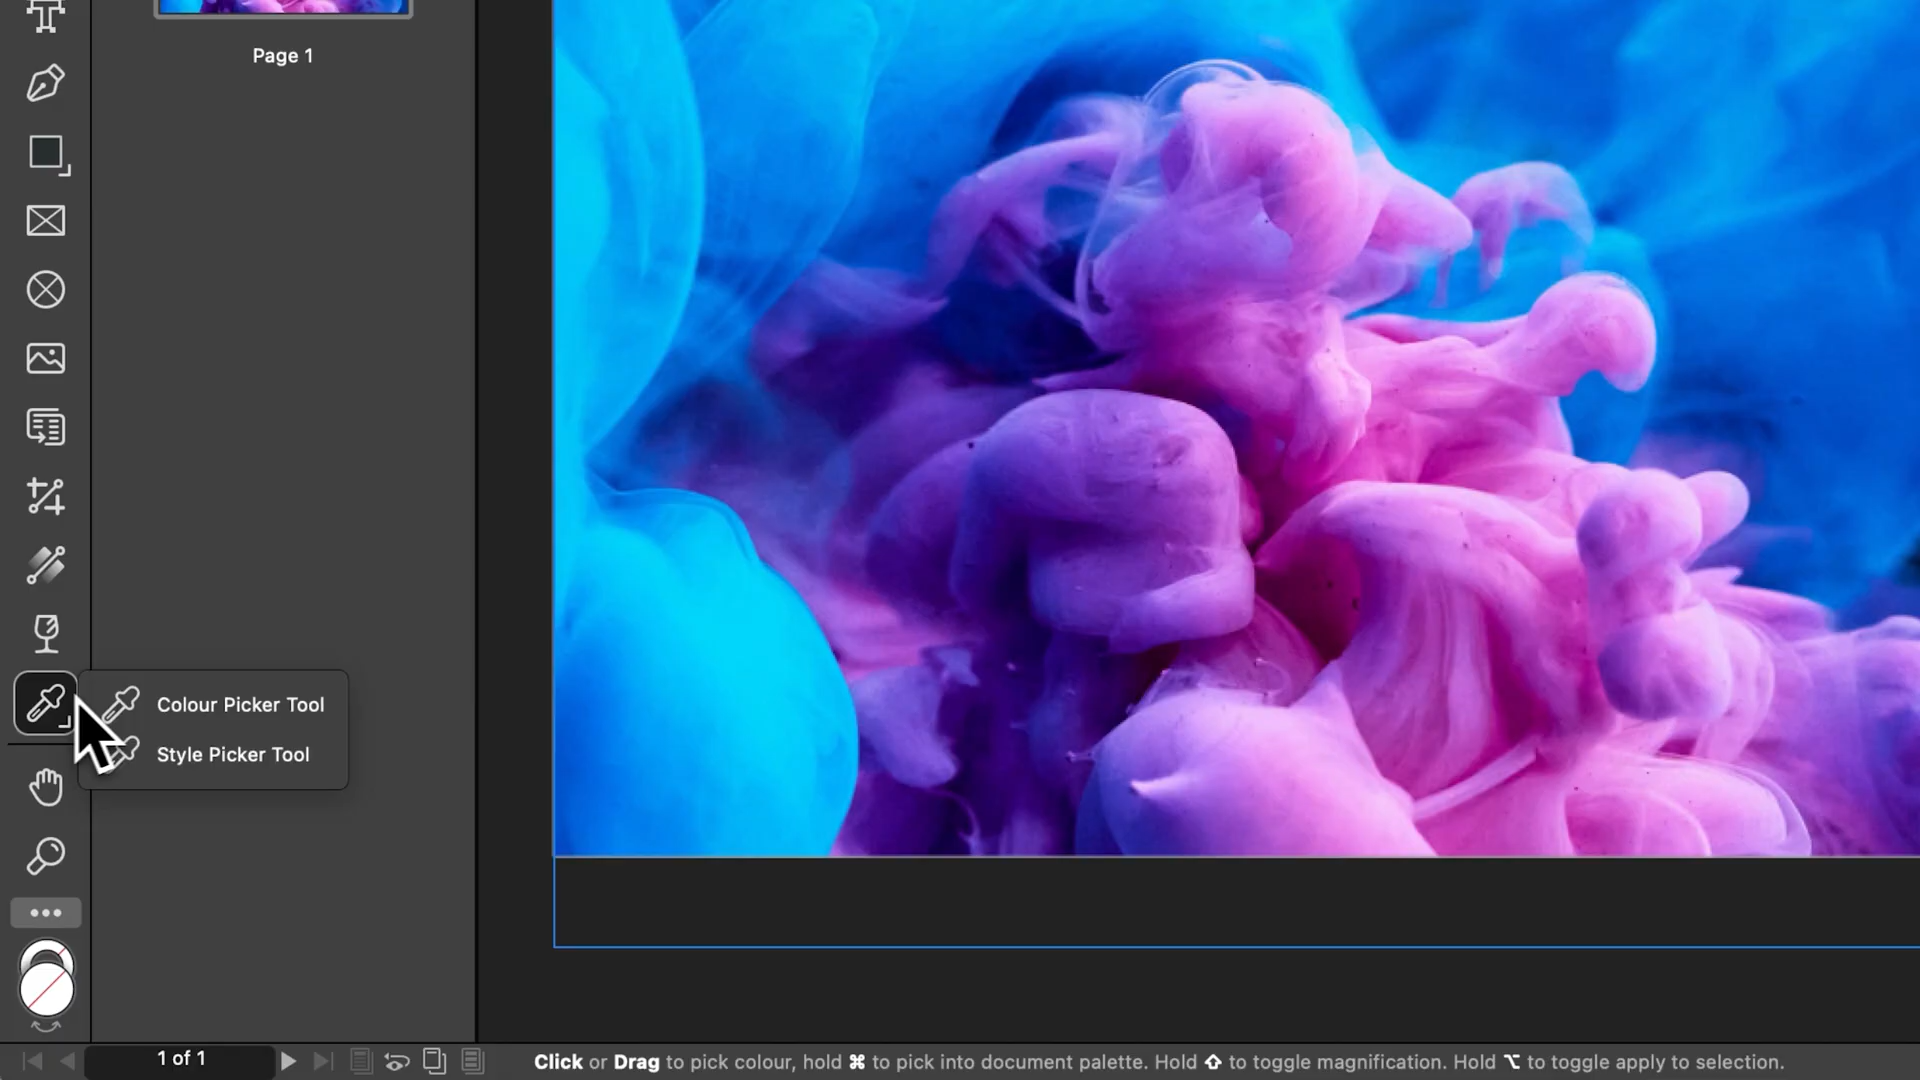 Page 1
Colour Picker Tool
Style Picker Tool
1 of 1
Click or Drag to pick colour, hold ⌘ to pick into document palette. Hold ⇧ to toggle magnification. Hold ⌥ to toggle apply to selection.